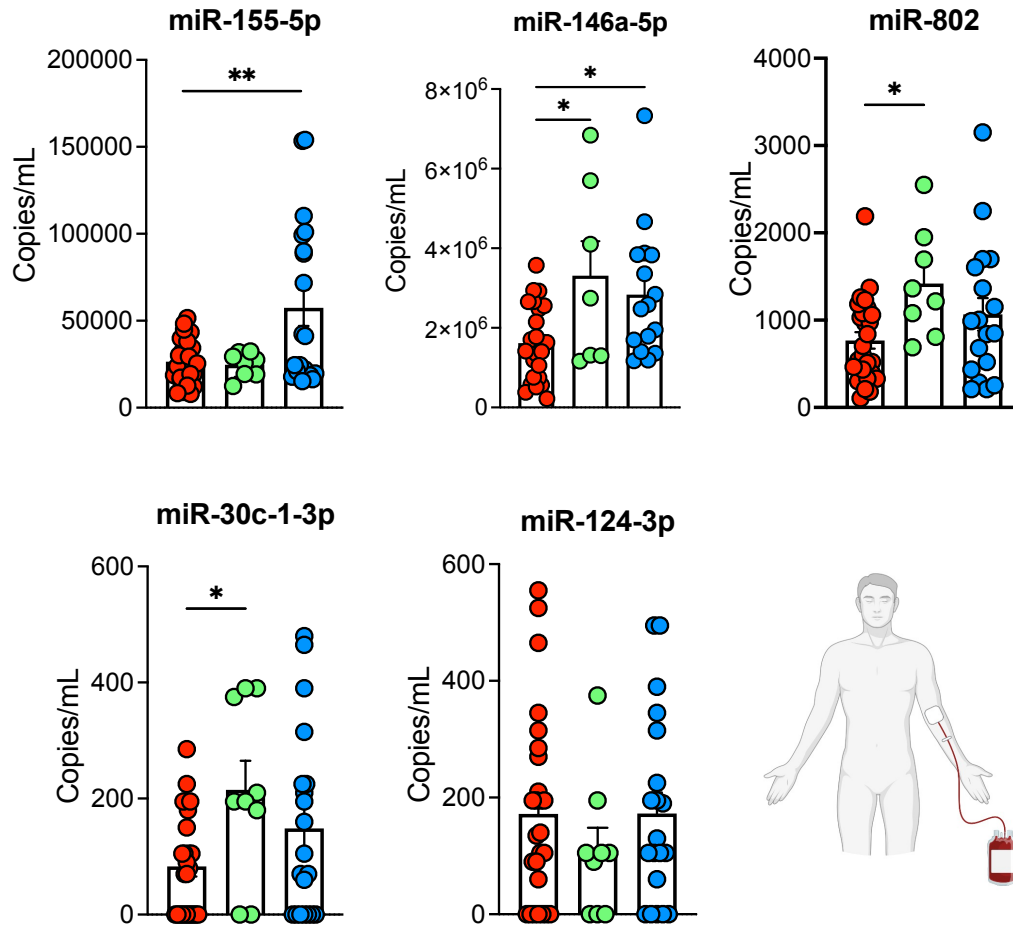 miR-155-5p
200000
150000
100000
50000
0
Copies/mL
**
miR-146a-5p
8×10⁶
6×10⁶
4×10⁶
2×10⁶
0
Copies/mL
*
*
miR-802
4000
3000
2000
1000
0
Copies/mL
*
miR-30c-1-3p
600
400
200
0
Copies/mL
*
miR-124-3p
600
400
200
0
Copies/mL